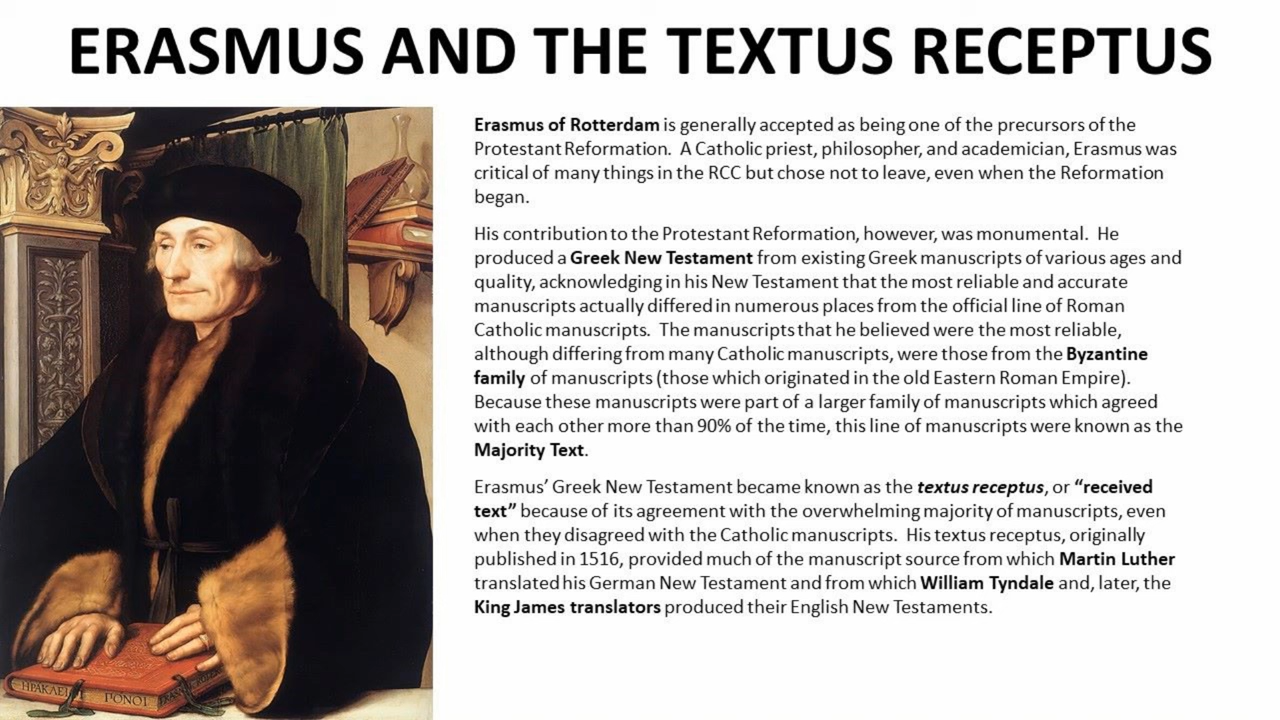 ERASMUS AND THE TEXTUS RECEPTUS
Erasmus of Rotterdam is generally accepted as being one of the precursors of the
Protestant Reformation. A Catholic priest, philosopher, and academician, Erasmus was
critical of many things in the RCC but chose not to leave, even when the Reformation
began.
His contribution to the Protestant Reformation, however, was monumental. He
produced a Greek New Testament from existing Greek manuscripts of various ages and
quality, acknowledging in his New Testament that the most reliable and accurate
manuscripts actually differed in numerous places from the official line of Roman
Catholic manuscripts. The manuscripts that he believed were the most reliable,
although differing from many Catholic manuscripts, were those from the Byzantine
family of manuscripts (those which originated in the old Eastern Roman Empire).
Because these manuscripts were part of a larger family of manuscripts which agreed
with each other more than 90% of the time, this line of manuscripts were known as the
Majority Text.
Erasmus’ Greek New Testament became known as the textus receptus, or “received
text” because of its agreement with the overwhelming majority of manuscripts, even
when they disagreed with the Catholic manuscripts. His textus receptus, originally
published in 1516, provided much of the manuscript source from which Martin Luther
translated his German New Testament and from which William Tyndale and, later, the
King James translators produced their English New Testaments.
ΠΟΝΟΙ